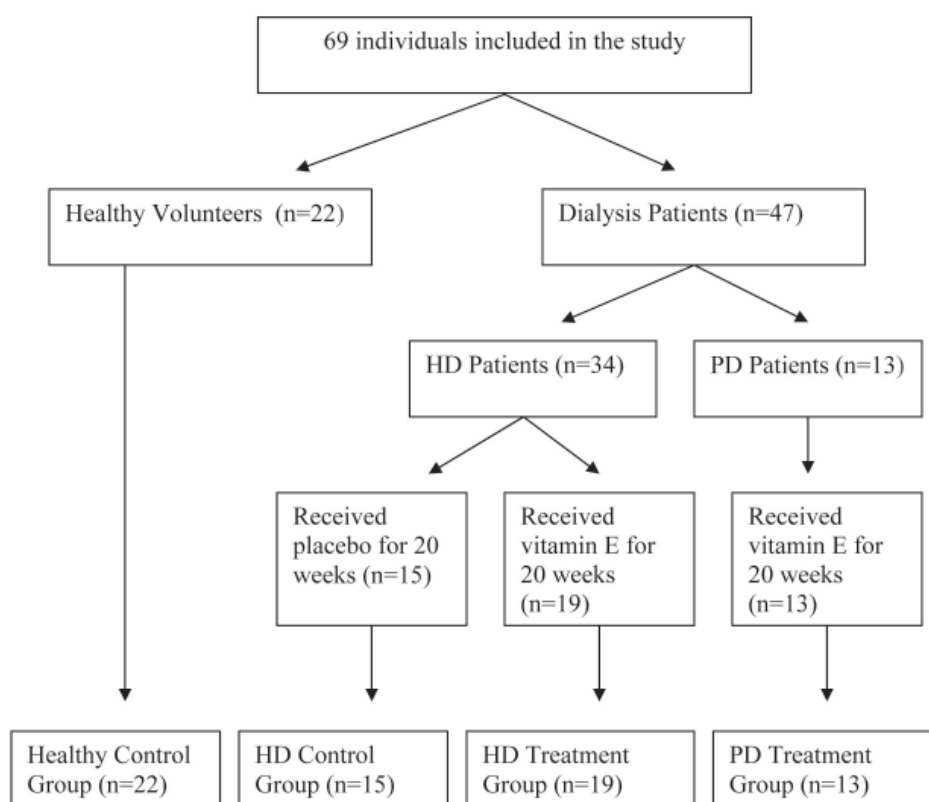 69 individuals included in the study
Healthy Volunteers (n=22)
Dialysis Patients (n=47)
HD Patients (n=34)
PD Patients (n=13)
Received
placebo for 20
weeks (n=15)
Received
vitamin E for
20 weeks
(n=19)
Received
vitamin E for
20 weeks
(n=13)
Healthy Control
Group (n=22)
HD Control
Group (n=15)
HD Treatment
Group (n=19)
PD Treatment
Group (n=13)